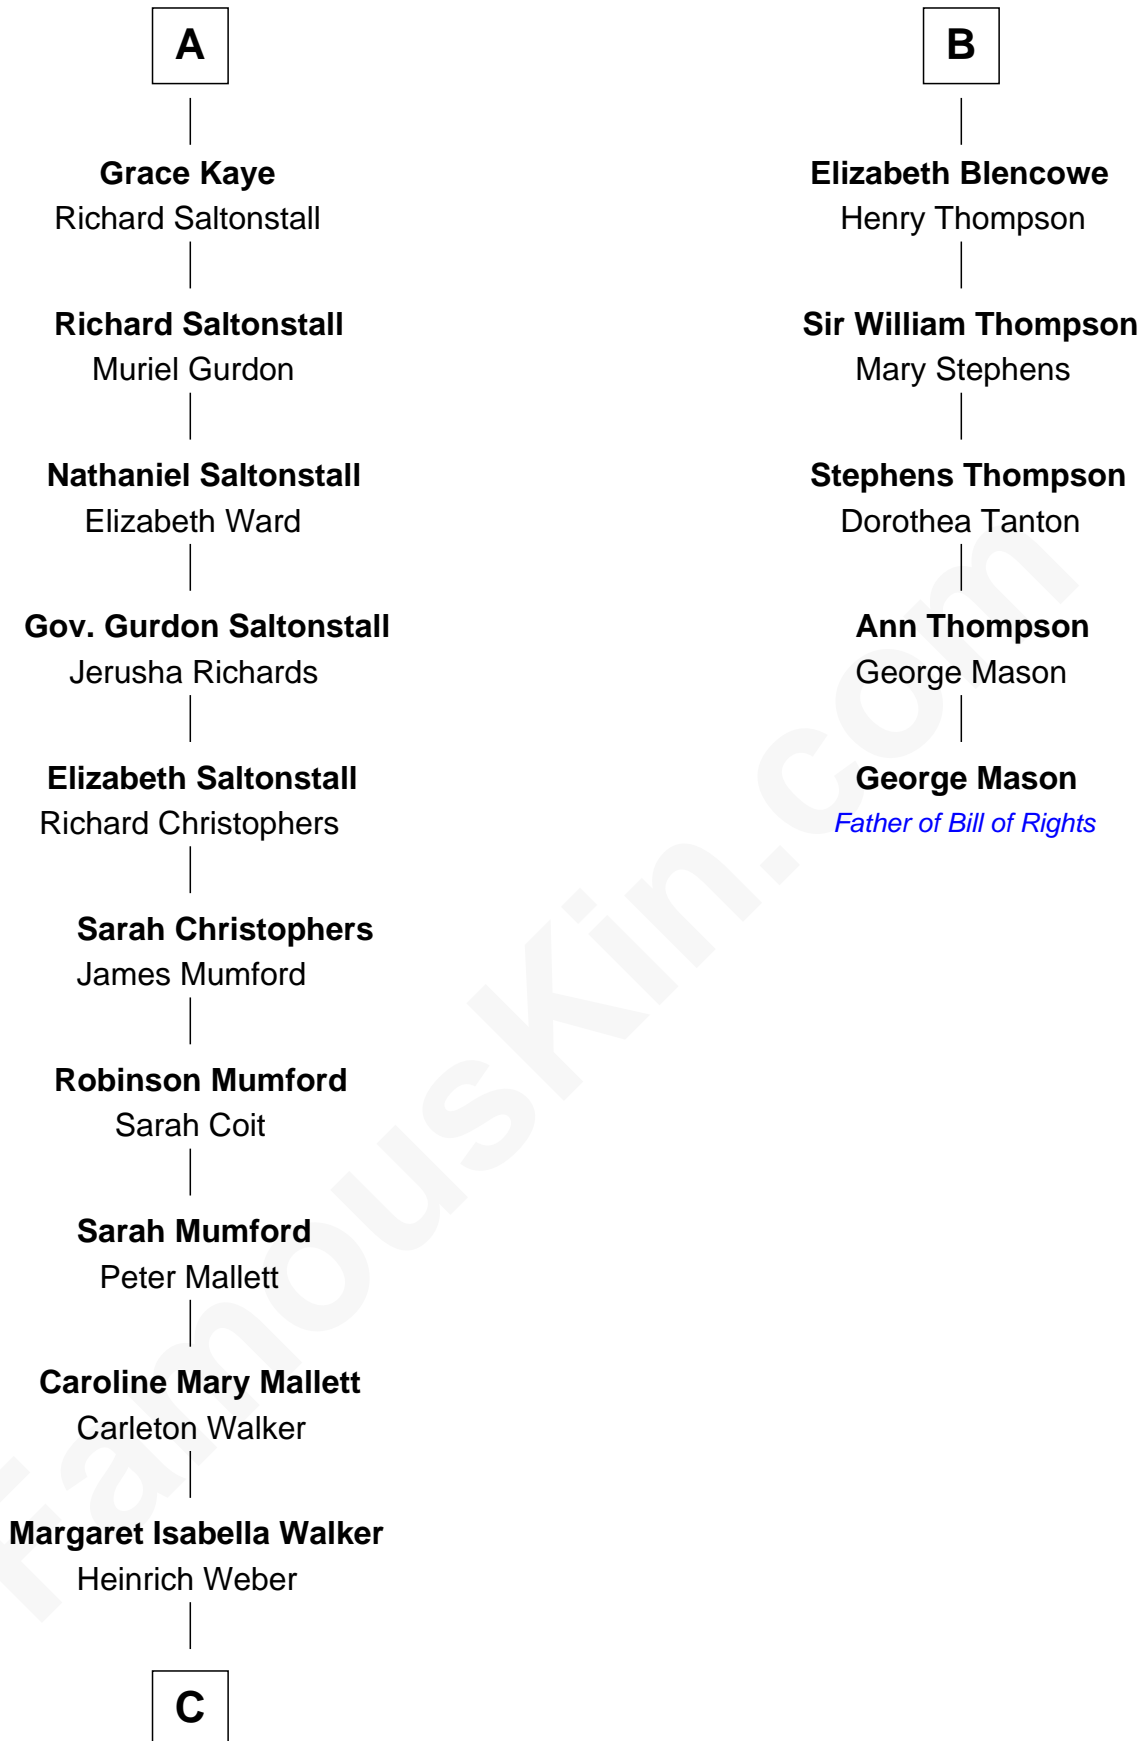 A
Grace Kaye
Richard Saltonstall
Richard Saltonstall
Muriel Gurdon
Nathaniel Saltonstall
Elizabeth Ward
Gov. Gurdon Saltonstall
Jerusha Richards
Elizabeth Saltonstall
Richard Christophers
Sarah Christophers
James Mumford
Robinson Mumford
Sarah Coit
Sarah Mumford
Peter Mallett
Caroline Mary Mallett
Carleton Walker
Margaret Isabella Walker
Heinrich Weber
C
B
Elizabeth Blencowe
Henry Thompson
Sir William Thompson
Mary Stephens
Stephens Thompson
Dorothea Tanton
Ann Thompson
George Mason
George Mason
Father of Bill of Rights
FamousKin.com